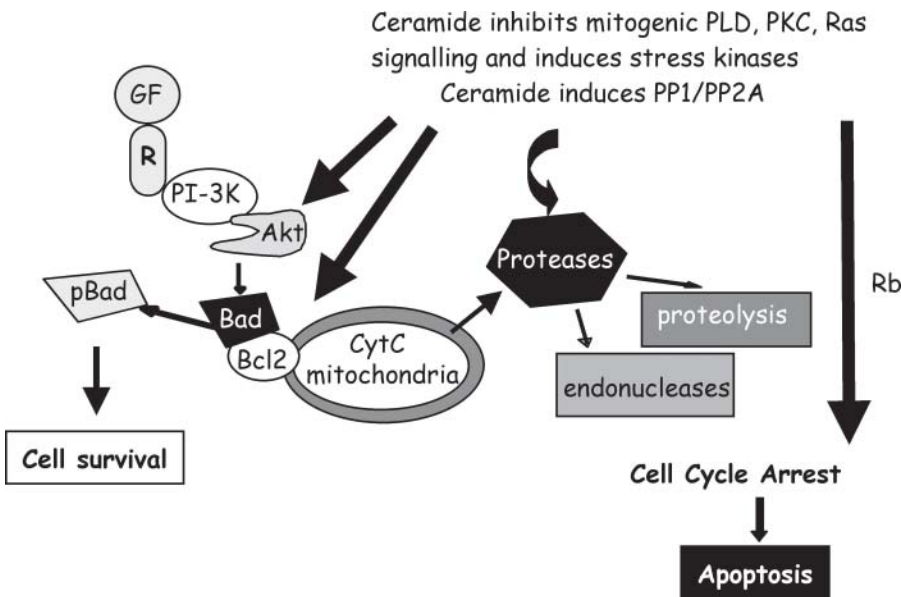 Ceramide inhibits mitogenic PLD, PKC, Ras
signalling and induces stress kinases
Ceramide induces PP1/PP2A
GF
R
PI-3K
Akt
Proteases
pBad
Bad
Rb
proteolysis
Bcl2
CytC
mitochondria
endonucleases
Cell survival
Cell Cycle Arrest
Apoptosis